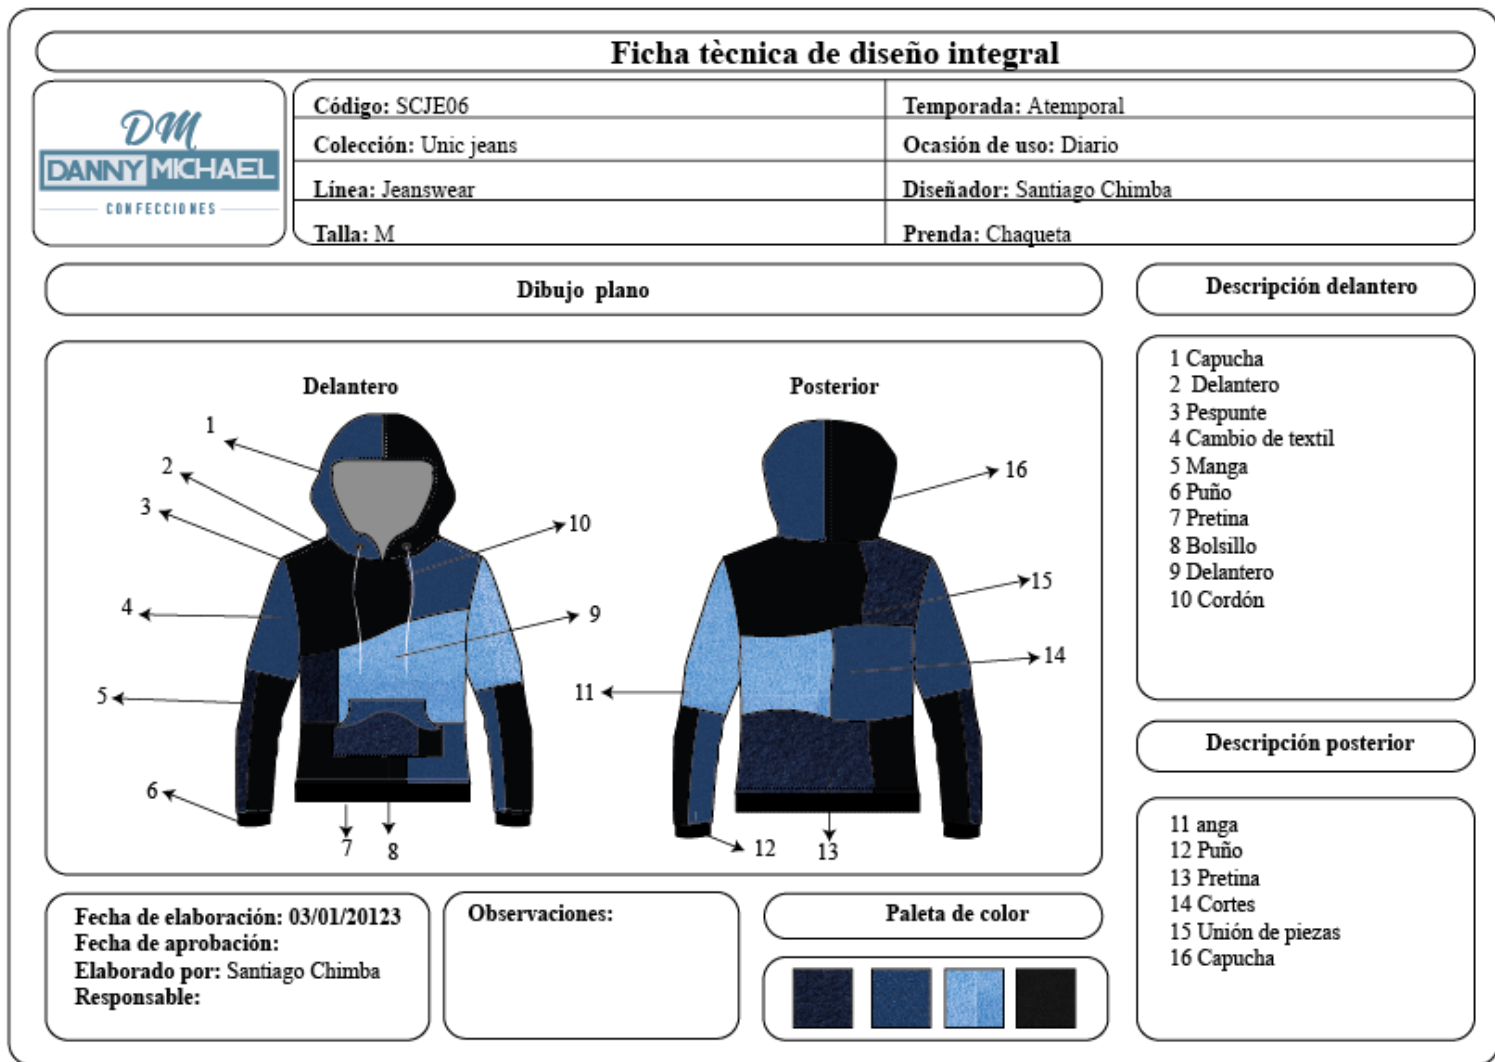 Ficha tècnica de diseño integral
DM
DANNY MICHAEL
CONFECCIONES
Código: SCJE06
Temporada: Atemporal
Colección: Unic jeans
Ocasión de uso: Diario
Línea: Jeanswear
Diseñador: Santiago Chimba
Talla: M
Prenda: Chaqueta
Dibujo plano
Delantero
Posterior
1
2
3
4
5
6
7
8
9
10
11
12
13
14
15
16
Descripción delantero
1 Capucha
2 Delantero
3 Pespunte
4 Cambio de textil
5 Manga
6 Puño
7 Pretina
8 Bolsillo
9 Delantero
10 Cordón
Descripción posterior
11 anga
12 Puño
13 Pretina
14 Cortes
15 Unión de piezas
16 Capucha
Fecha de elaboración: 03/01/20123
Fecha de aprobación:
Elaborado por: Santiago Chimba
Responsable:
Observaciones:
Paleta de color